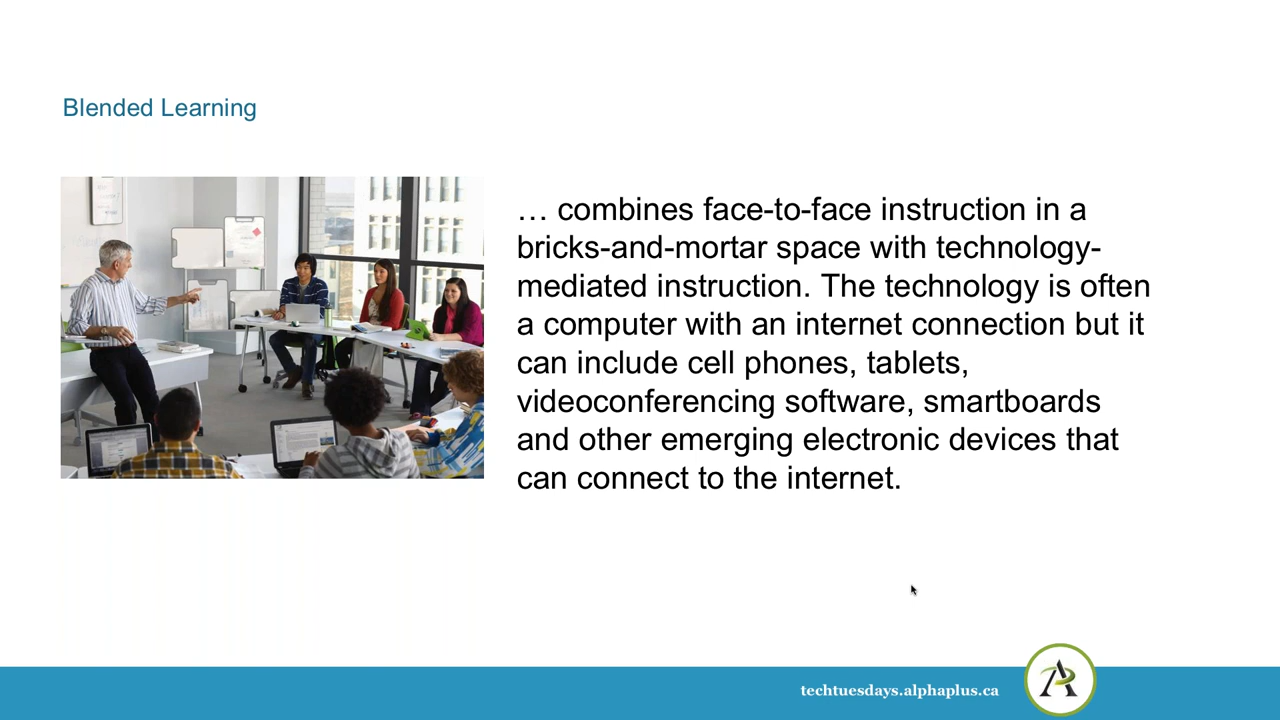 Blended Learning
… combines face-to-face instruction in a
bricks-and-mortar space with technology-
mediated instruction. The technology is often
a computer with an internet connection but it
can include cell phones, tablets,
videoconferencing software, smartboards
and other emerging electronic devices that
can connect to the internet.
techtuesdays.alphaplus.ca